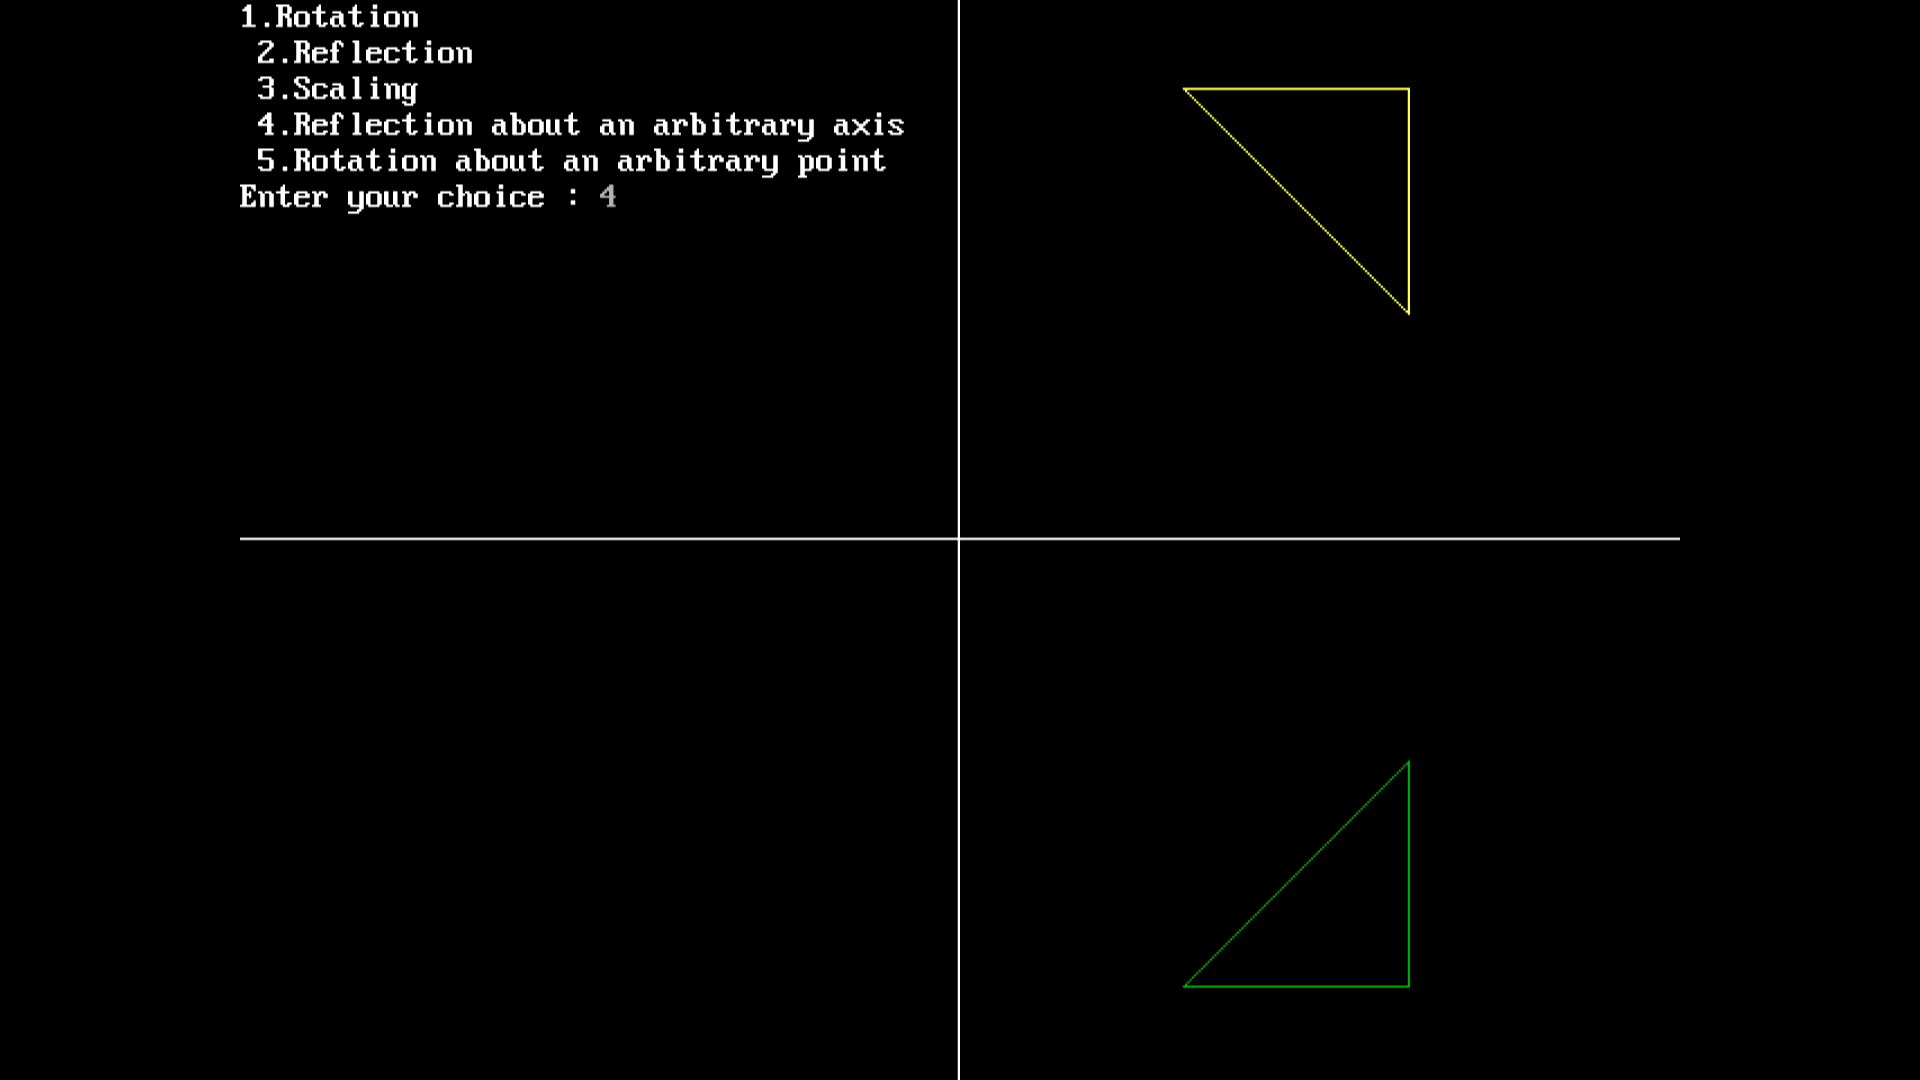 1.Rotation
2.Reflection
3.Scaling
4.Reflection about an arbitrary axis
5.Rotation about an arbitrary point
Enter your choice : 4